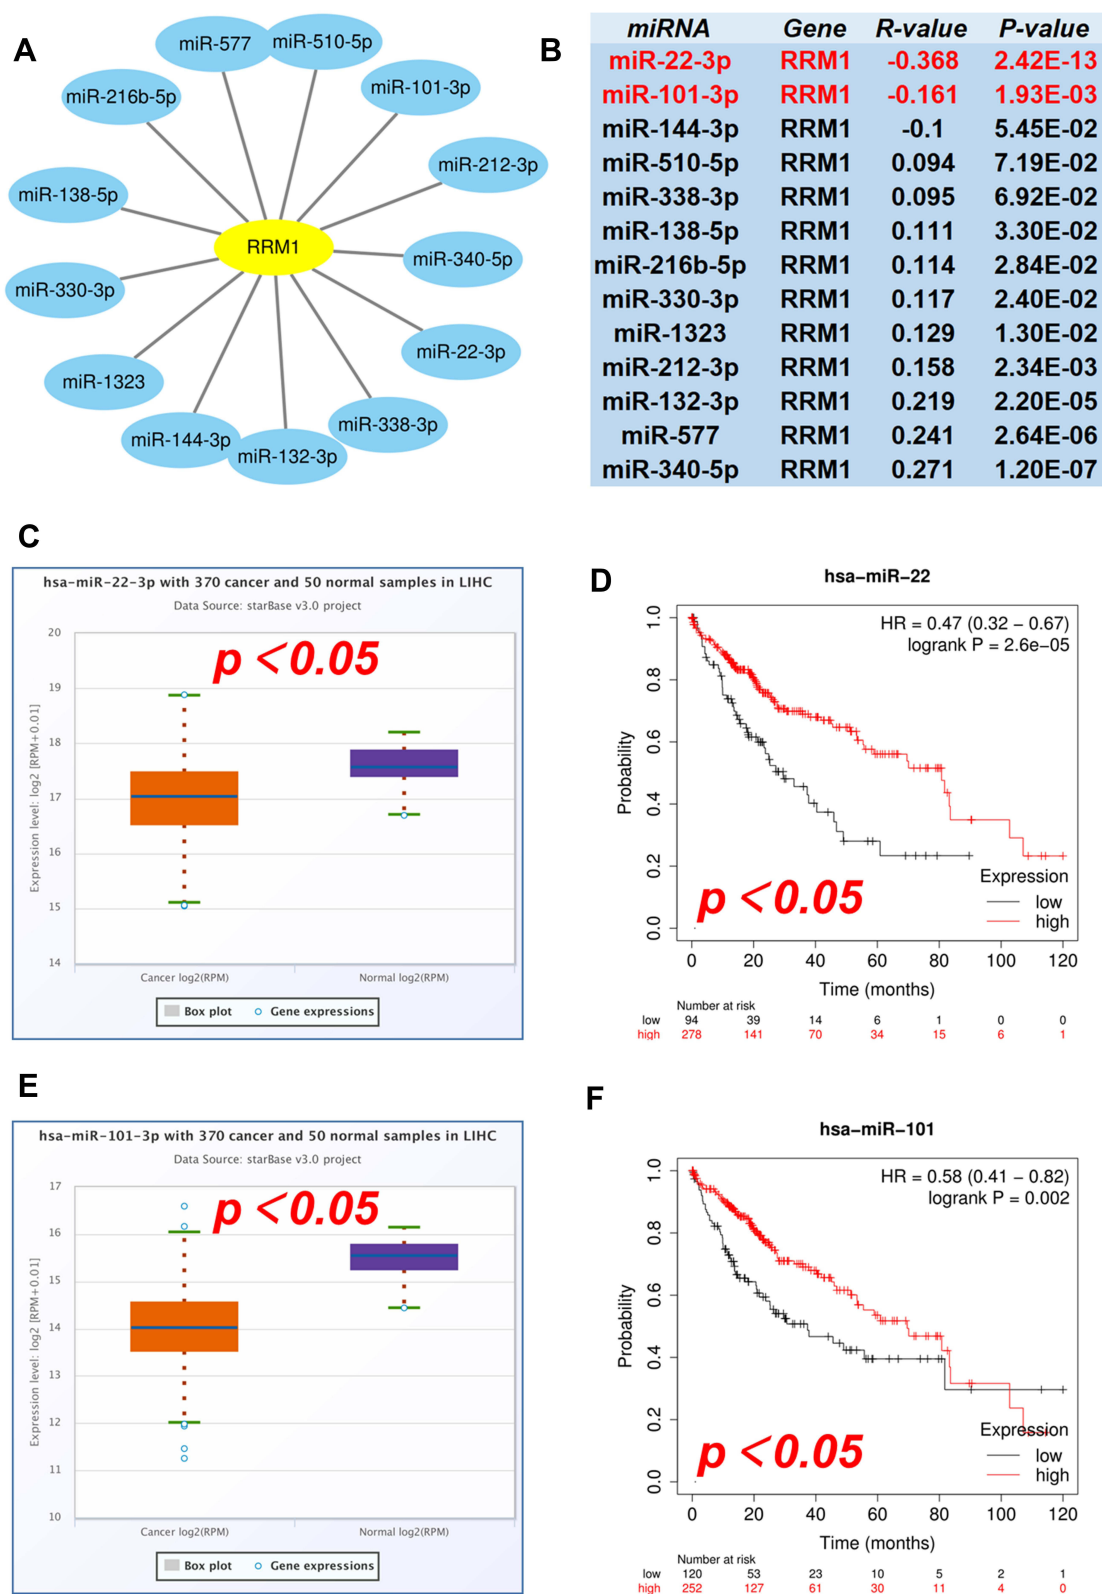 A
miR-577
miR-510-5p
miR-216b-5p
miR-101-3p
miR-212-3p
miR-138-5p
RRM1
miR-340-5p
miR-330-3p
miR-22-3p
miR-1323
miR-338-3p
miR-144-3p
miR-132-3p
B
miRNA Gene R-value P-value
miR-22-3p RRM1 -0.368 2.42E-13
miR-101-3p RRM1 -0.161 1.93E-03
miR-144-3p RRM1 -0.1 5.45E-02
miR-510-5p RRM1 0.094 7.19E-02
miR-338-3p RRM1 0.095 6.92E-02
miR-138-5p RRM1 0.111 3.30E-02
miR-216b-5p RRM1 0.114 2.84E-02
miR-330-3p RRM1 0.117 2.40E-02
miR-1323 RRM1 0.129 1.30E-02
miR-212-3p RRM1 0.158 2.34E-03
miR-132-3p RRM1 0.219 2.20E-05
miR-577 RRM1 0.241 2.64E-06
miR-340-5p RRM1 0.271 1.20E-07
C
hsa-miR-22-3p with 370 cancer and 50 normal samples in LIHC
Data Source: starBase v3.0 project
p <0.05
Expression level: log2 [RPM+0.01]
20
19
18
17
16
15
14
Cancer log2(RPM) Normal log2(RPM)
Box plot Gene expressions
D
hsa−miR−22
HR = 0.47 (0.32 − 0.67)
logrank P = 2.6e−05
Probability
1.0
0.8
0.6
0.4
0.2
0.0
p <0.05
Expression
low
high
0 20 40 60 80 100 120
Time (months)
Number at risk
low 94 39 14 6 1 0 0
high 278 141 70 34 15 6 1
E
hsa-miR-101-3p with 370 cancer and 50 normal samples in LIHC
Data Source: starBase v3.0 project
p <0.05
Expression level: log2 [RPM+0.01]
17
16
15
14
13
12
11
10
Cancer log2(RPM) Normal log2(RPM)
Box plot Gene expressions
F
hsa−miR−101
HR = 0.58 (0.41 − 0.82)
logrank P = 0.002
Probability
1.0
0.8
0.6
0.4
0.2
0.0
p <0.05
Expression
low
high
0 20 40 60 80 100 120
Time (months)
Number at risk
low 120 53 23 10 5 2 1
high 252 127 61 30 11 4 0